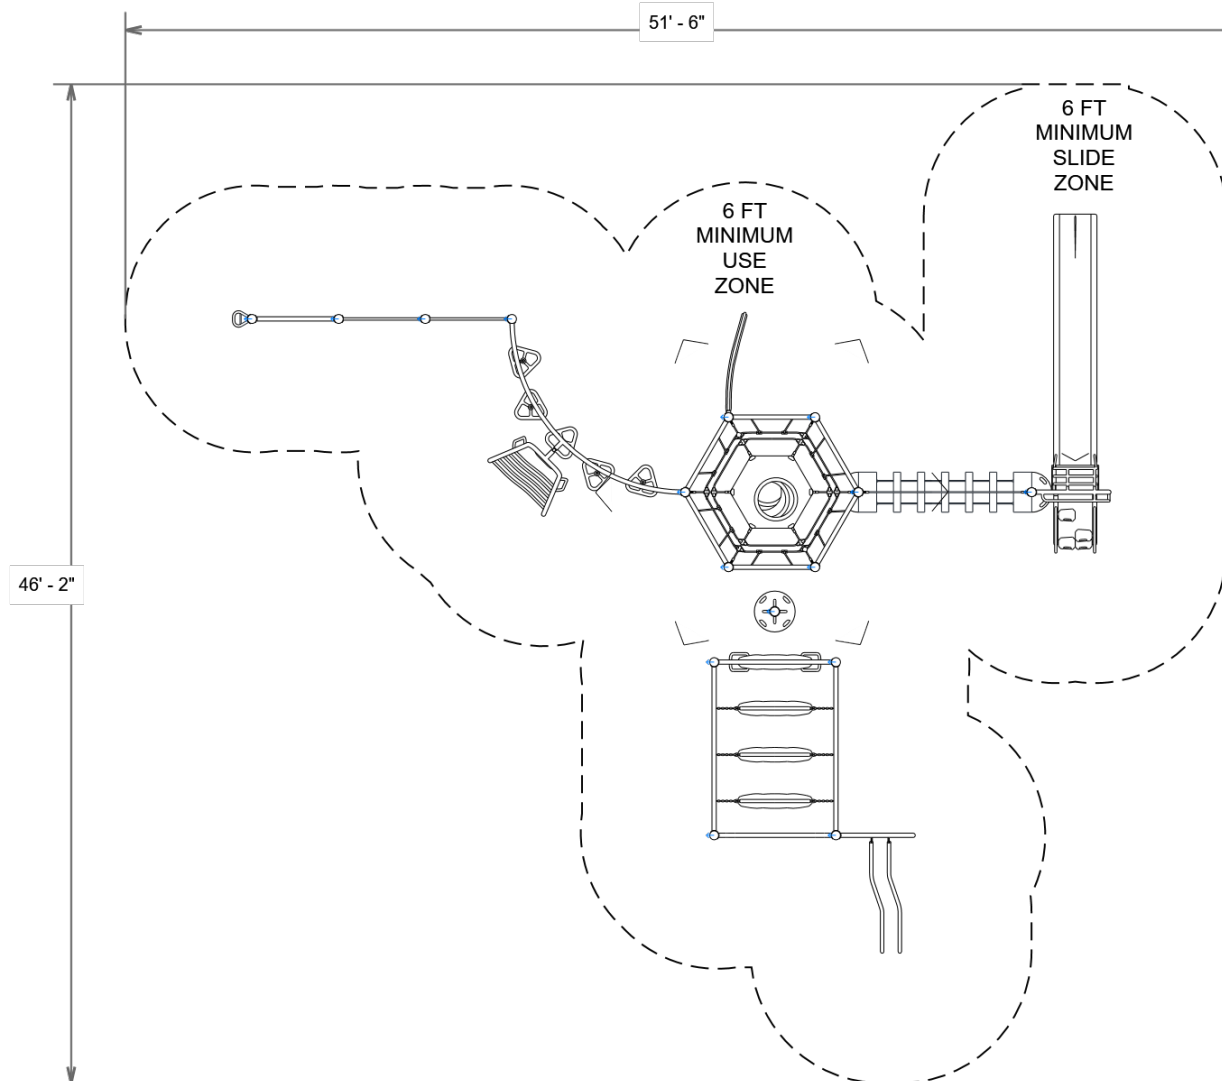 51' - 6"
6 FT
MINIMUM
SLIDE
ZONE
6 FT
MINIMUM
USE
ZONE
46' - 2"